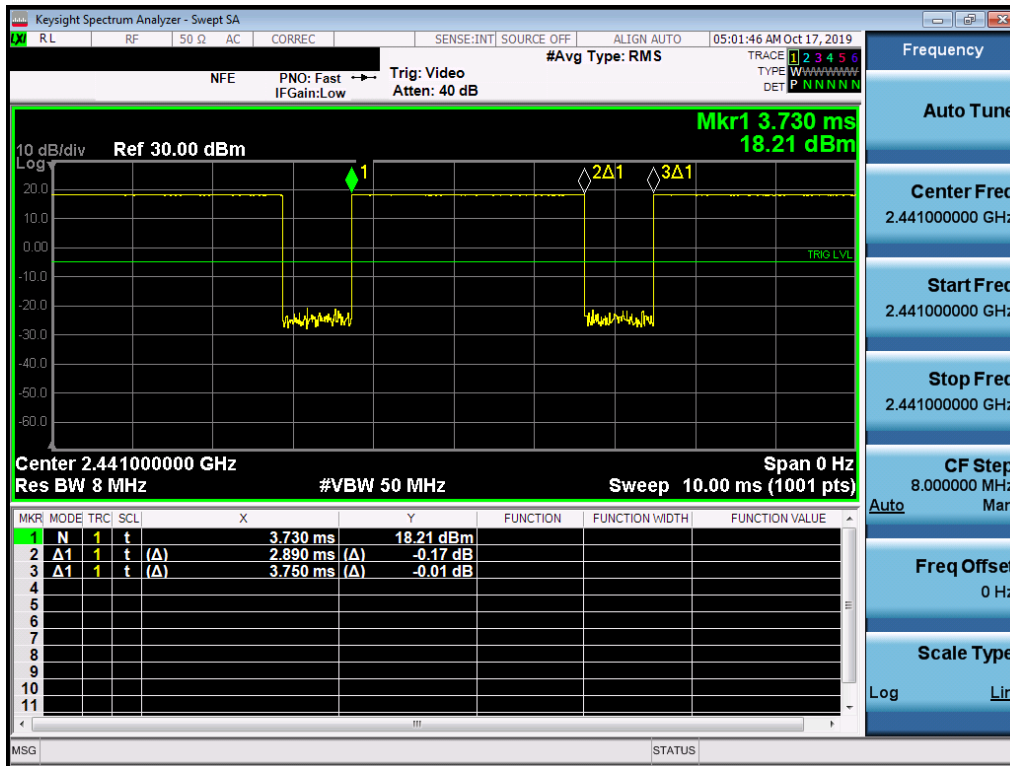 Keysight Spectrum Analyzer - Swept SA
LXI RL RF 50 Ω AC CORREC SENSE:INT SOURCE OFF ALIGN AUTO 05:01:46 AM Oct 17, 2019
#Avg Type: RMS
TRACE 1 2 3 4 5 6
TYPE WWWWWWW
DET P N N N N N
NFE PNO: Fast Trig: Video
IFGain:Low Atten: 40 dB
Mkr1 3.730 ms
18.21 dBm
10 dB/div Ref 30.00 dBm
Log
1 2Δ1 3Δ1
20.0
10.0
0.00
TRIG LVL
-10.0
-20.0
-30.0
-40.0
-50.0
-60.0
Center 2.441000000 GHz Span 0 Hz
Res BW 8 MHz #VBW 50 MHz Sweep 10.00 ms (1001 pts)
MKR MODE TRC SCL X Y FUNCTION FUNCTION WIDTH FUNCTION VALUE
1 N 1 t 3.730 ms 18.21 dBm
2 Δ1 1 t (Δ) 2.890 ms (Δ) -0.17 dB
3 Δ1 1 t (Δ) 3.750 ms (Δ) -0.01 dB
4
5
6
7
8
9
10
11
MSG STATUS
Frequency
Auto Tune
Center Freq
2.441000000 GHz
Start Freq
2.441000000 GHz
Stop Freq
2.441000000 GHz
CF Step
8.000000 MHz
Auto Man
Freq Offset
0 Hz
Scale Type
Log Lin